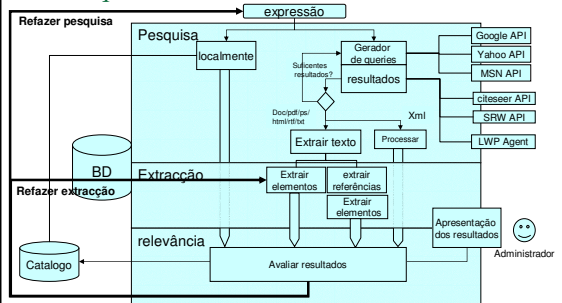 expressão
Refazer pesquisa
Pesquisa
localmente
Gerador
de queries
resultados
Suficentes
resultados?
Google API
Yahoo API
MSN API
citeseer API
SRW API
LWP Agent
Doc/pdf/ps/
html/rtf/txt
Xml
Extrair texto
Processar
BD
Extracção
Refazer extracção
Extrair
elementos
extrair
referências
Extrair
elementos
relevância
Apresentação
dos resultados
Administrador
Catalogo
Avaliar resultados